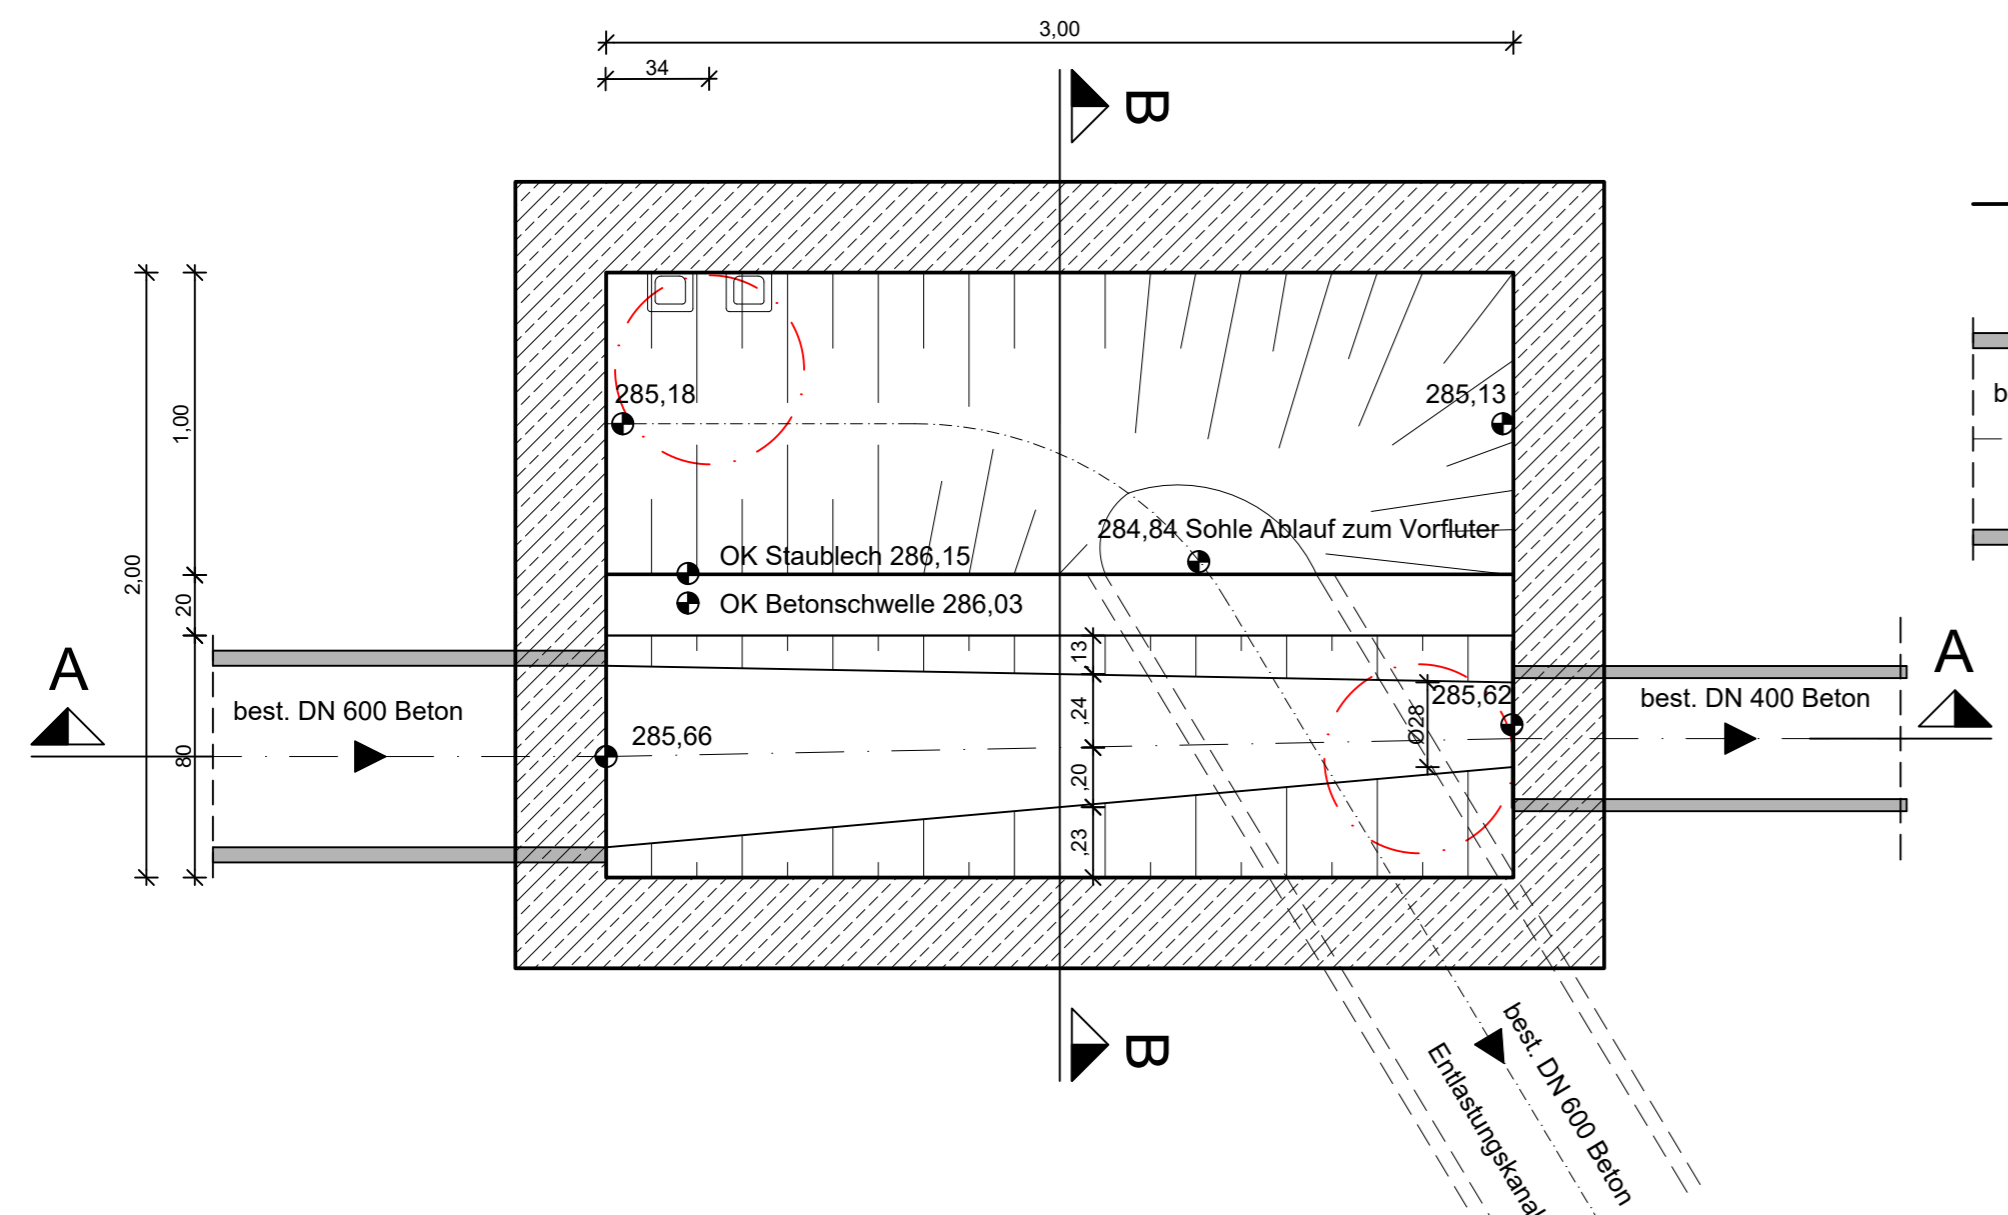 3,00
34
B
285,18
285,13
1,00
284,84 Sohle Ablauf zum Vorfluter
OK Staublech 286,15
2,00
20
OK Betonschwelle 286,03
A
A
13
285,62
best. DN 400 Beton
best. DN 600 Beton
,24
Ø28
285,66
80
,20
,23
B
best. DN 600 Beton
Entlastungskanal
b